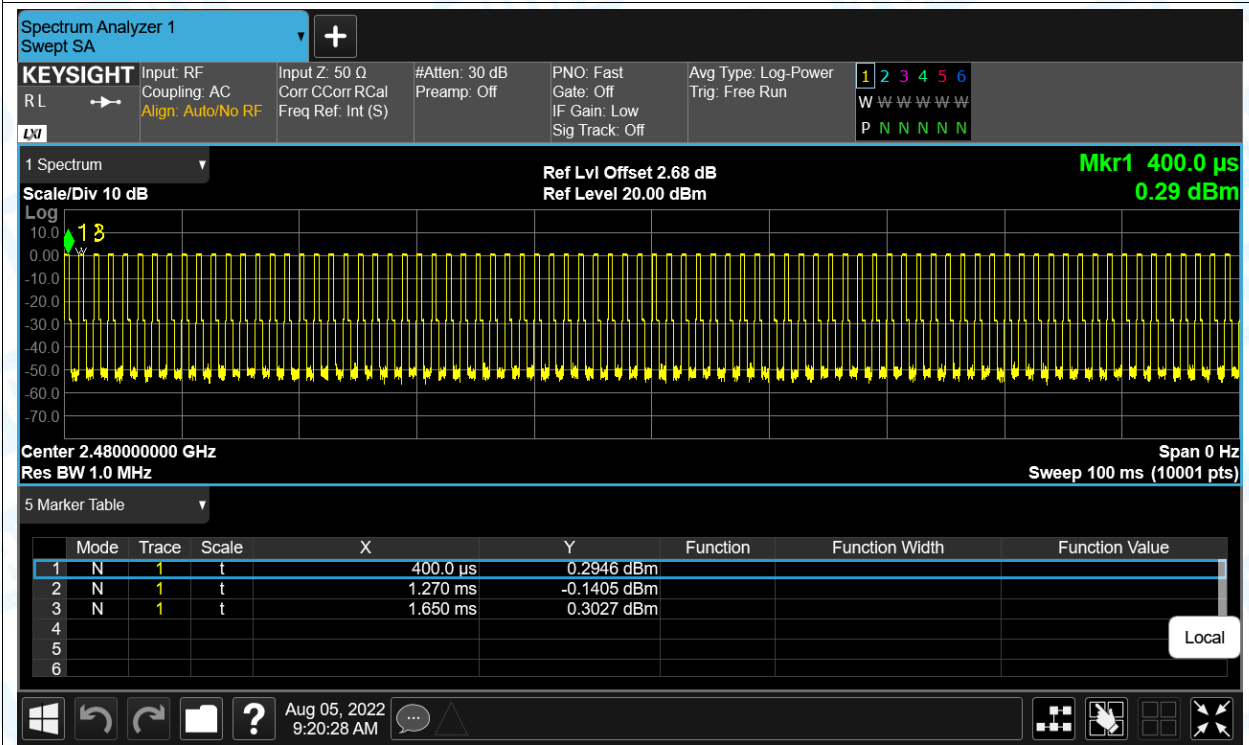 Spectrum Analyzer 1
Swept SA
+
KEYSIGHT
RL
LXI
Input: RF
Coupling: AC
Align: Auto/No RF
Input Z: 50 Ω
Corr CCorr RCal
Freq Ref: Int (S)
#Atten: 30 dB
Preamp: Off
PNO: Fast
Gate: Off
IF Gain: Low
Sig Track: Off
Avg Type: Log-Power
Trig: Free Run
1 2 3 4 5 6
W W W W W W
P N N N N N
1 Spectrum
Scale/Div 10 dB
Ref Lvl Offset 2.68 dB
Ref Level 20.00 dBm
Mkr1 400.0 µs
0.29 dBm
Log
10.0
0.00
-10.0
-20.0
-30.0
-40.0
-50.0
-60.0
-70.0
1
3
Center 2.480000000 GHz
Res BW 1.0 MHz
Span 0 Hz
Sweep 100 ms (10001 pts)
5 Marker Table
Mode Trace Scale X Y Function Function Width Function Value
1 N 1 t 400.0 µs 0.2946 dBm
2 N 1 t 1.270 ms -0.1405 dBm
3 N 1 t 1.650 ms 0.3027 dBm
4
5
6
Local
?
Aug 05, 2022
9:20:28 AM